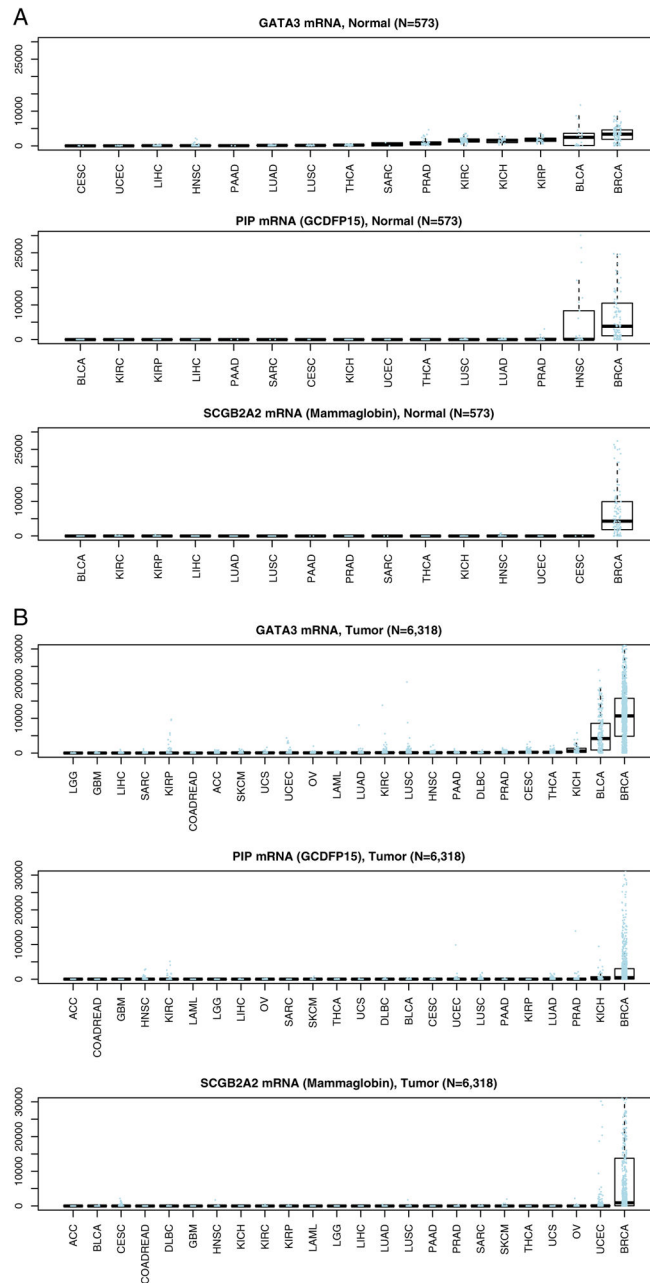 A
GATA3 mRNA, Normal (N=573)
0 10000 25000
CESC UCEC LIHC HNSC PAAD LUAD LUSC THCA SARC PRAD KIRC KICH KIRP BLCA BRCA
PIP mRNA (GCDFP15), Normal (N=573)
0 10000 25000
BLCA KIRC KIRP LIHC PAAD SARC CESC KICH UCEC THCA LUSC LUAD PRAD HNSC BRCA
SCGB2A2 mRNA (Mammaglobin), Normal (N=573)
0 10000 25000
BLCA KIRC KIRP LIHC LUAD LUSC PAAD PRAD SARC THCA KICH HNSC UCEC CESC BRCA
B
GATA3 mRNA, Tumor (N=6,318)
0 10000 20000 30000
LGG GBM LIHC SARC KIRP COADREAD ACC SKCM UCS UCEC OV LAML LUAD KIRC LUSC HNSC PAAD DLBC PRAD CESC THCA KICH BLCA BRCA
PIP mRNA (GCDFP15), Tumor (N=6,318)
0 10000 20000 30000
ACC COADREAD GBM HNSC KIRC LAML LGG LIHC OV SARC SKCM THCA UCS DLBC BLCA CESC UCEC LUSC PAAD KIRP LUAD PRAD KICH BRCA
SCGB2A2 mRNA (Mammaglobin), Tumor (N=6,318)
0 10000 20000 30000
ACC BLCA CESC COADREAD DLBC GBM HNSC KICH KIRC KIRP LAML LGG LIHC LUAD LUSC PAAD PRAD SARC SKCM THCA UCS OV UCEC BRCA